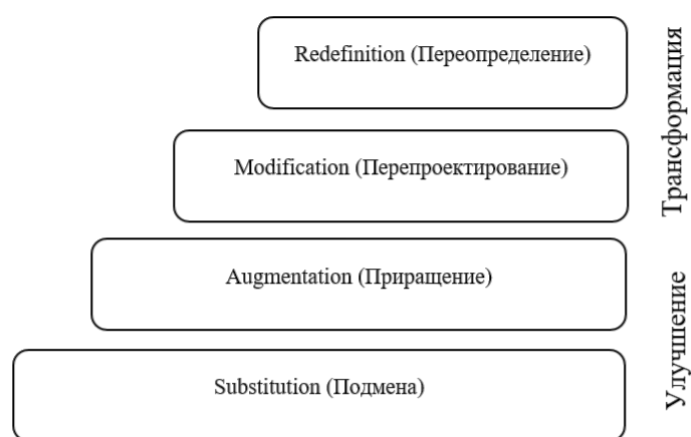 Redefinition (Переопределение)
Modification (Перепроектирование)
Augmentation (Приращение)
Substitution (Подмена)
Трансформация
Улучшение